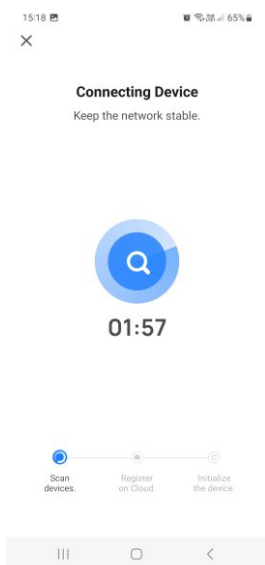 15:18
65%
Connecting Device
Keep the network stable.
01:57
Scan
devices.
Register
on Cloud.
Initialize
the device.